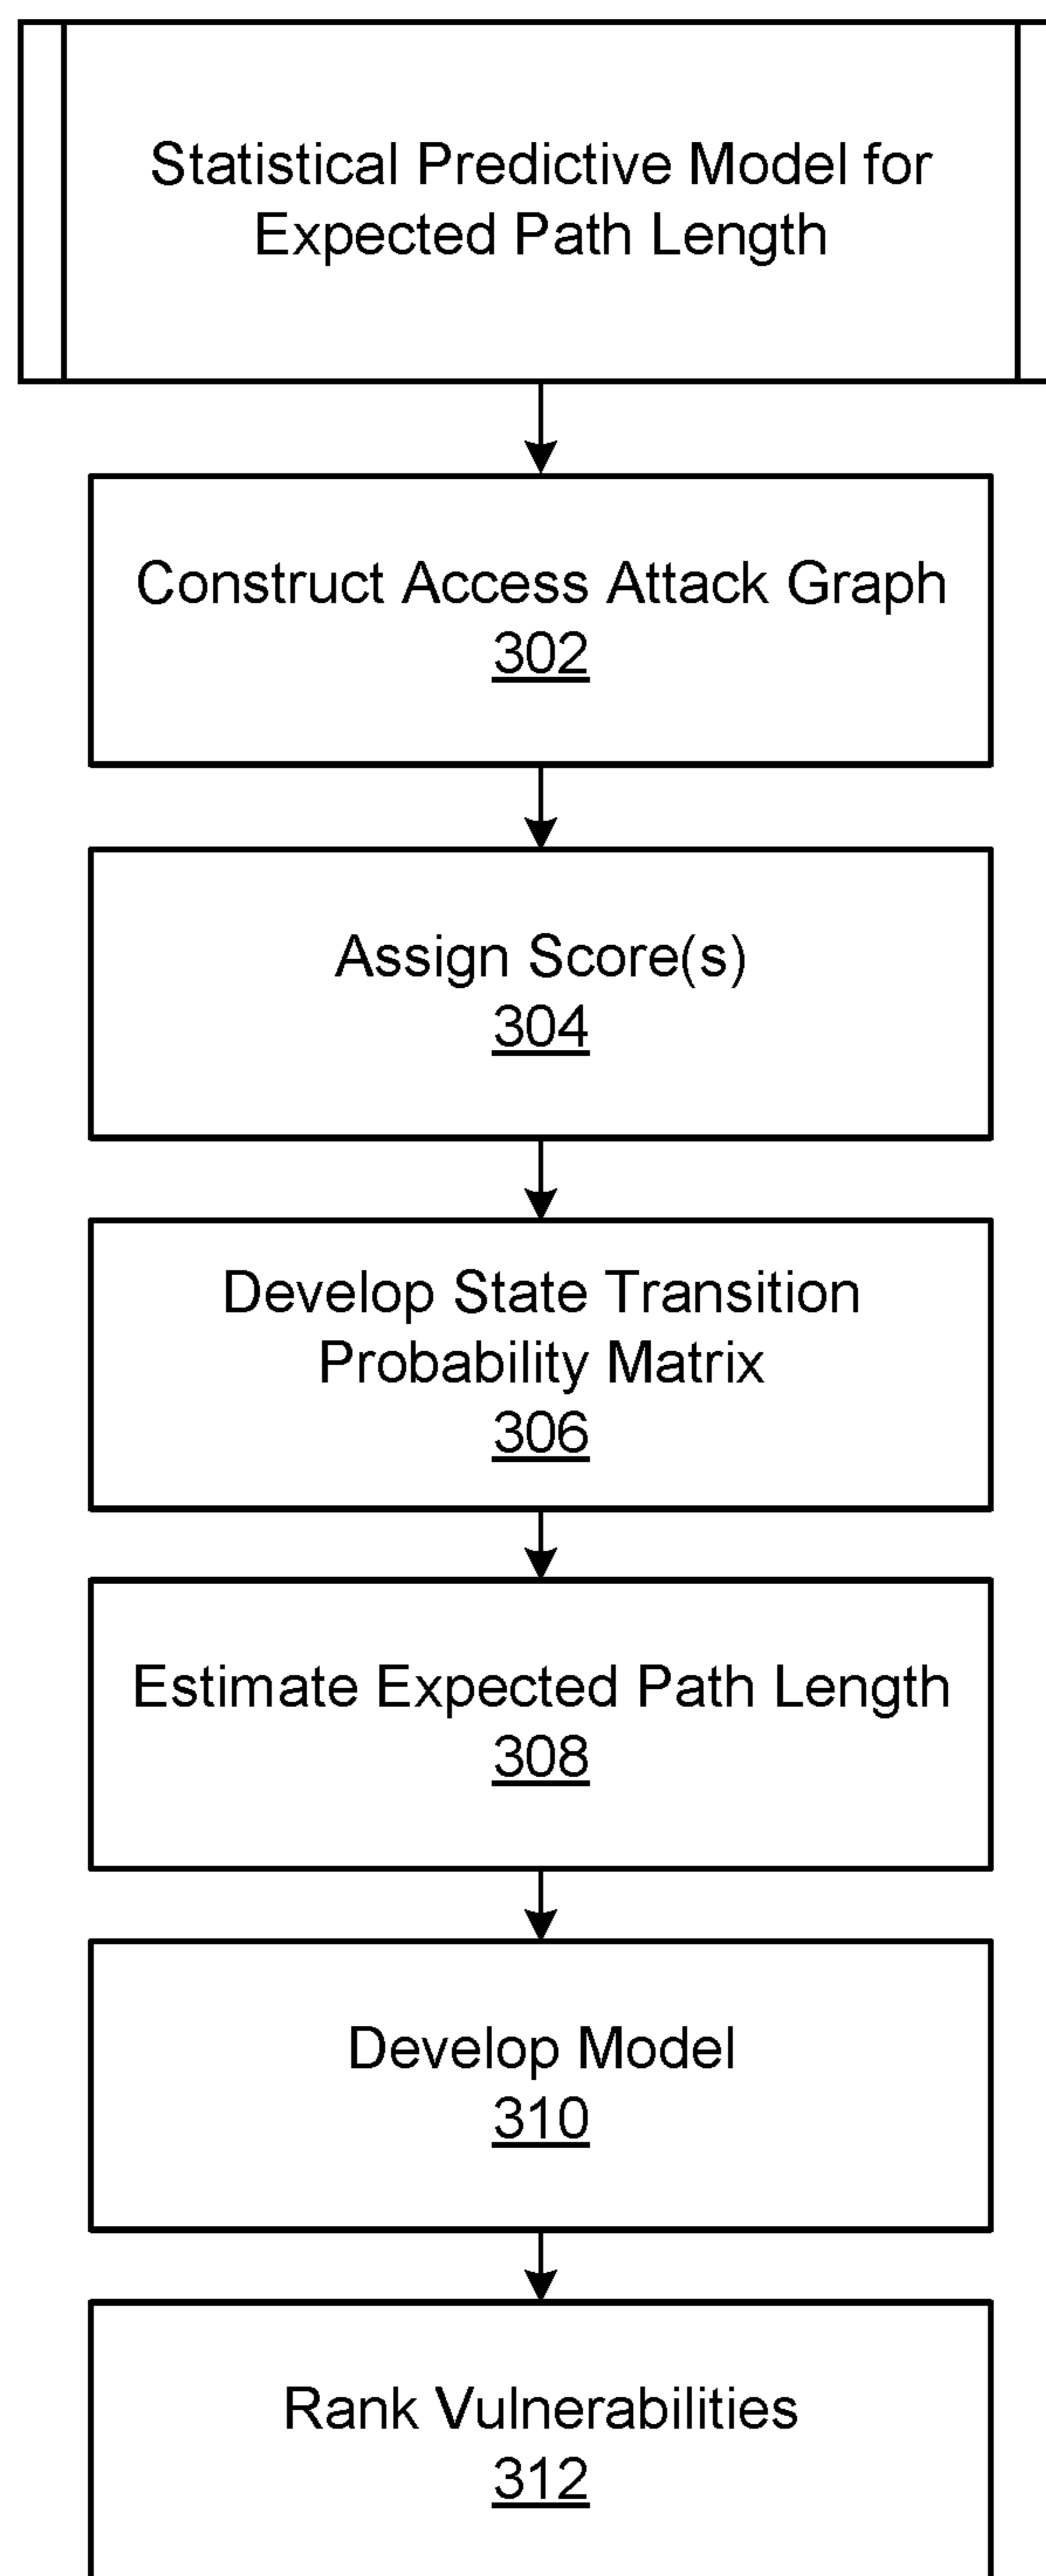 Statistical Predictive Model for
Expected Path Length
Construct Access Attack Graph
302
Assign Score(s)
304
Develop State Transition
Probability Matrix
306
Estimate Expected Path Length
308
Develop Model
310
Rank Vulnerabilities
312